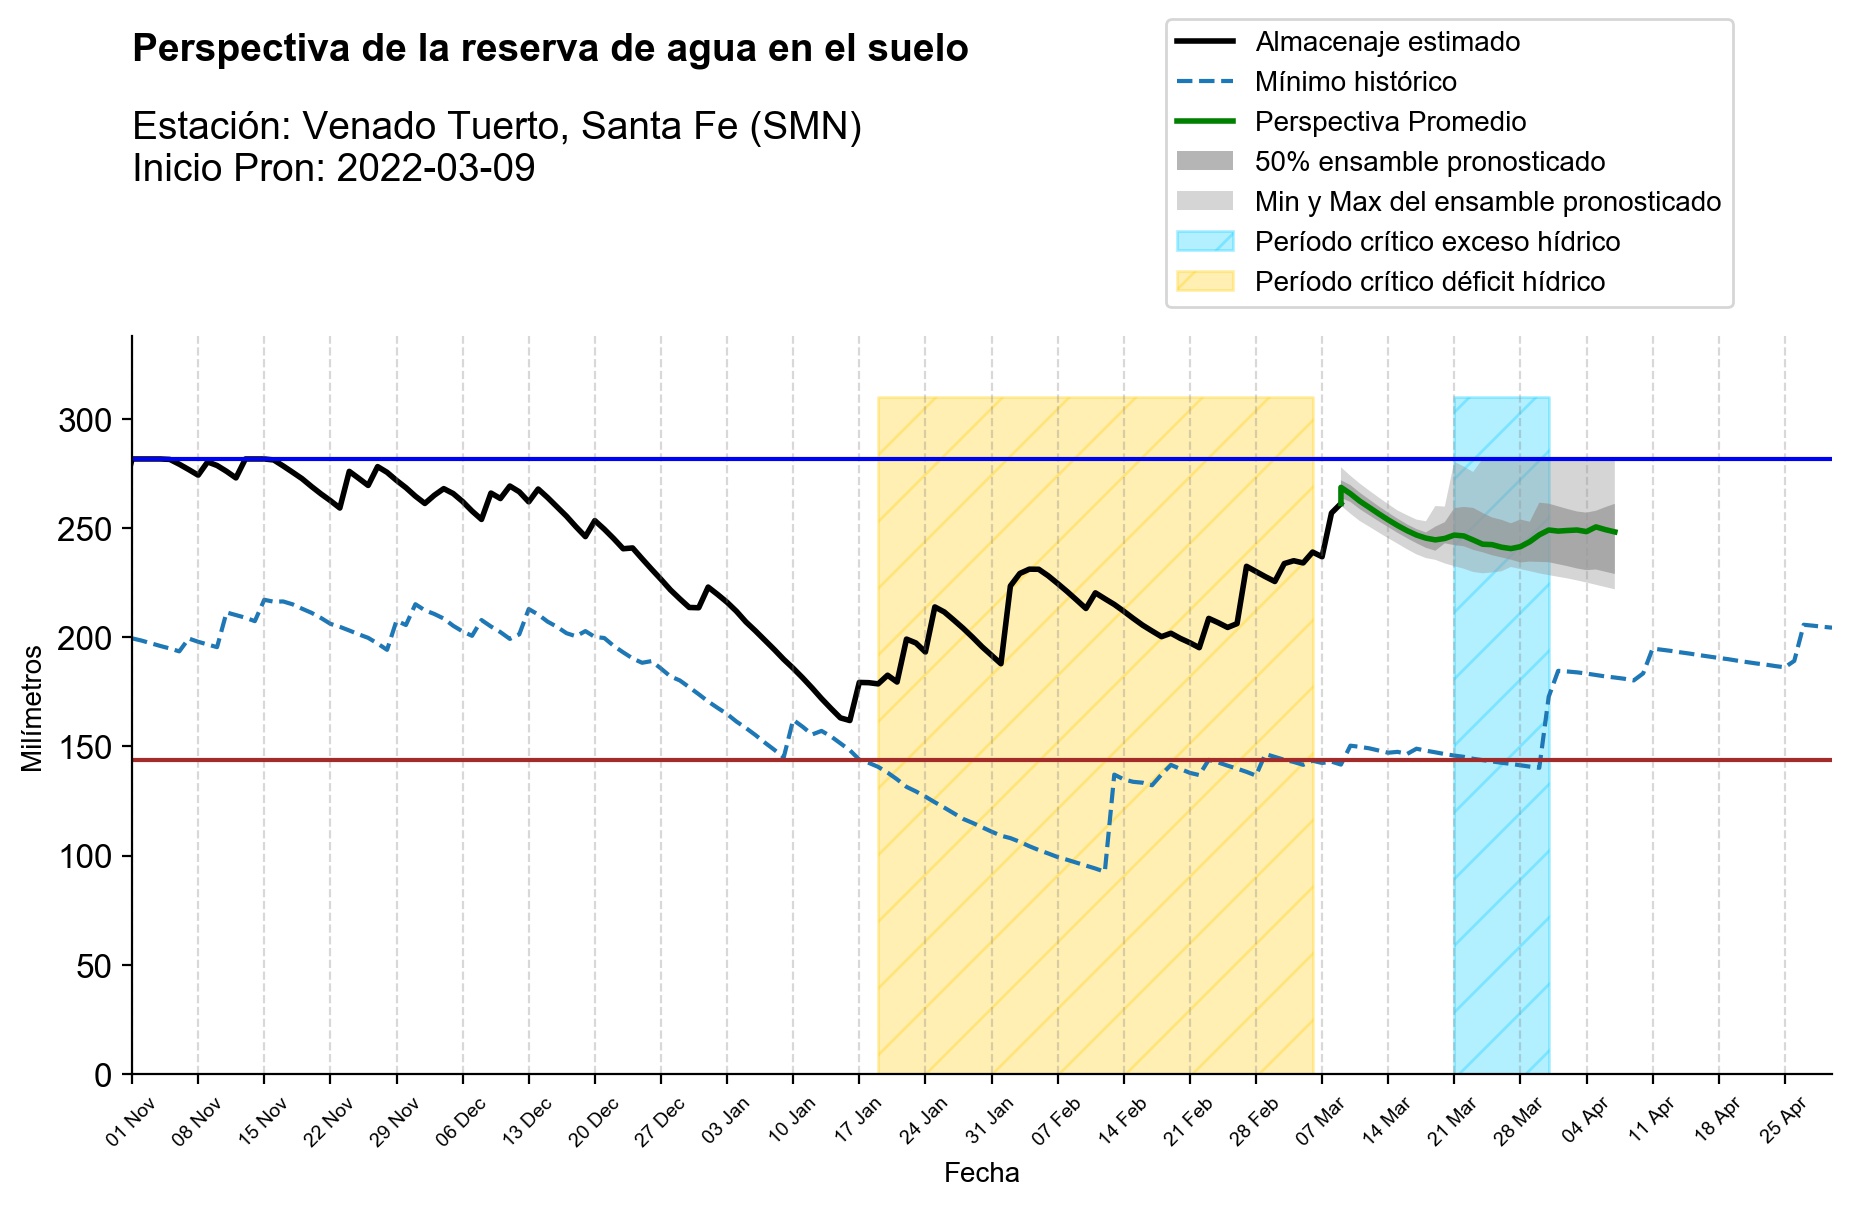 Perspectiva de la reserva de agua en el suelo
Estación: Venado Tuerto, Santa Fe (SMN)
Inicio Pron: 2022-03-09
Almacenaje estimado
Mínimo histórico
Perspectiva Promedio
50% ensamble pronosticado
Min y Max del ensamble pronosticado
Período crítico exceso hídrico
Período crítico déficit hídrico
Milímetros
300
250
200
150
100
50
0
01 Nov
08 Nov
15 Nov
22 Nov
29 Nov
06 Dec
13 Dec
20 Dec
27 Dec
03 Jan
10 Jan
17 Jan
24 Jan
31 Jan
07 Feb
14 Feb
21 Feb
28 Feb
07 Mar
14 Mar
21 Mar
28 Mar
04 Apr
11 Apr
18 Apr
25 Apr
Fecha